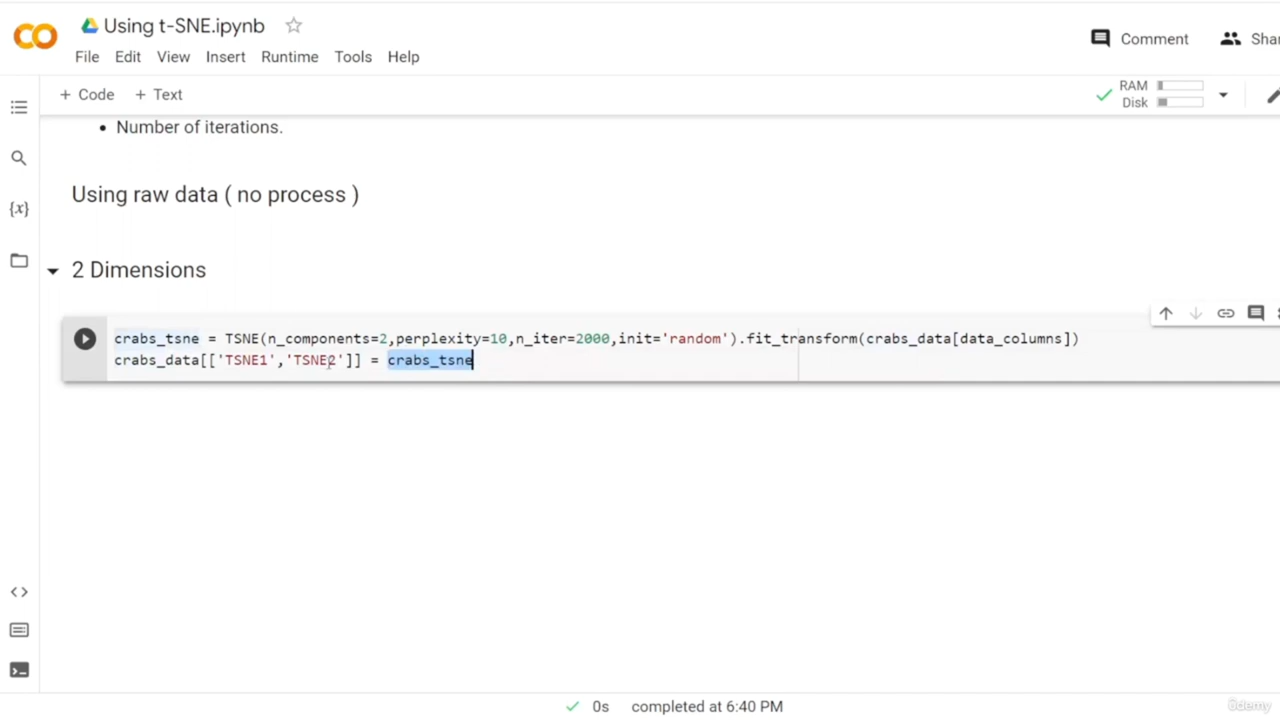 Using t-SNE.ipynb
Comment
File Edit View Insert Runtime Tools Help
+ Code + Text
RAM
Disk
• Number of iterations.
Using raw data ( no process )
2 Dimensions
crabs_tsne = TSNE(n_components=2,perplexity=10,n_iter=2000,init='random').fit_transform(crabs_data[data_columns])
crabs_data[['TSNE1','TSNE2']] = crabs_tsne
{x}
0s completed at 6:40 PM
ûdemy